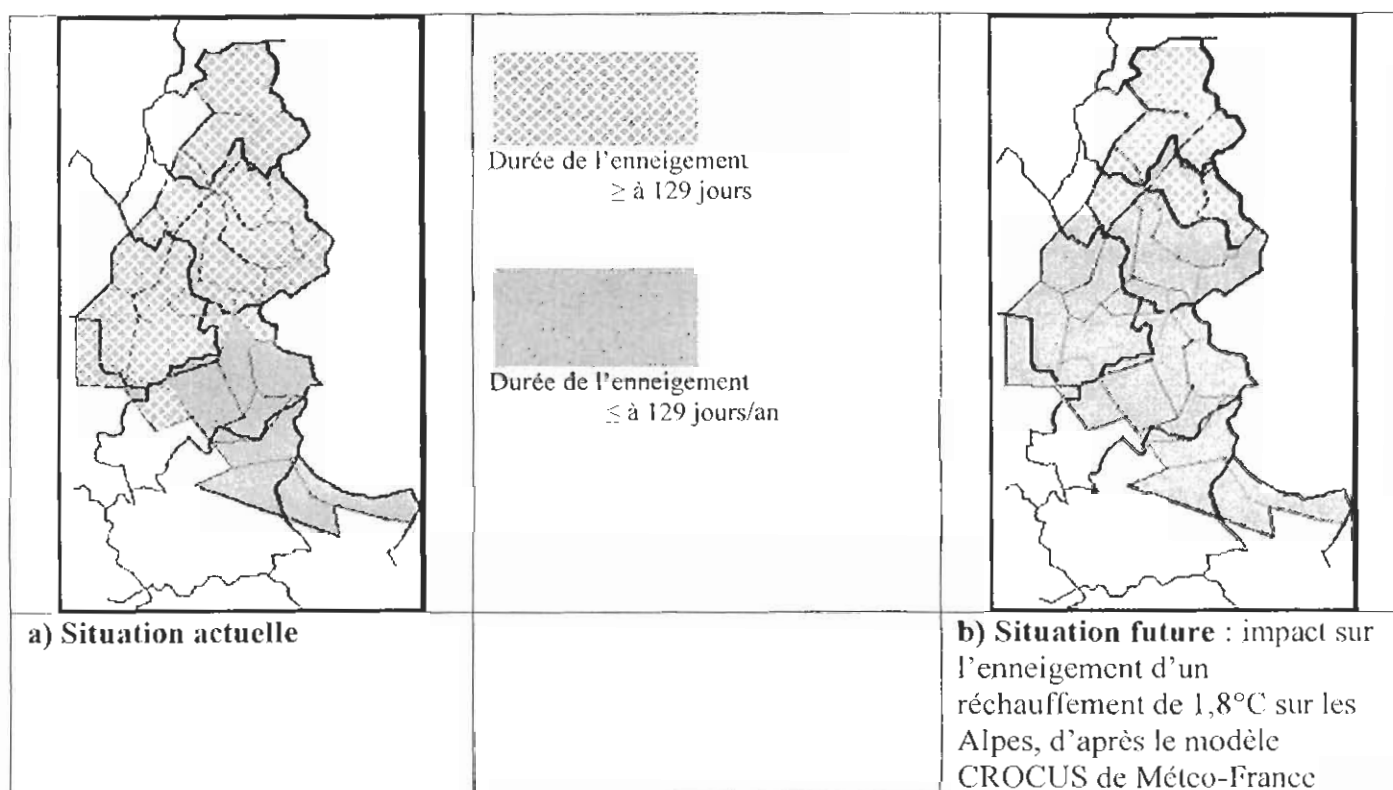 Durée de l'enneigement
≥ à 129 jours
Durée de l'enneigement
≤ à 129 jours/an
a) Situation actuelle
b) Situation future : impact sur
l'enneigement d'un
réchauffement de 1,8°C sur les
Alpes, d'après le modèle
CROCUS de Météo-France